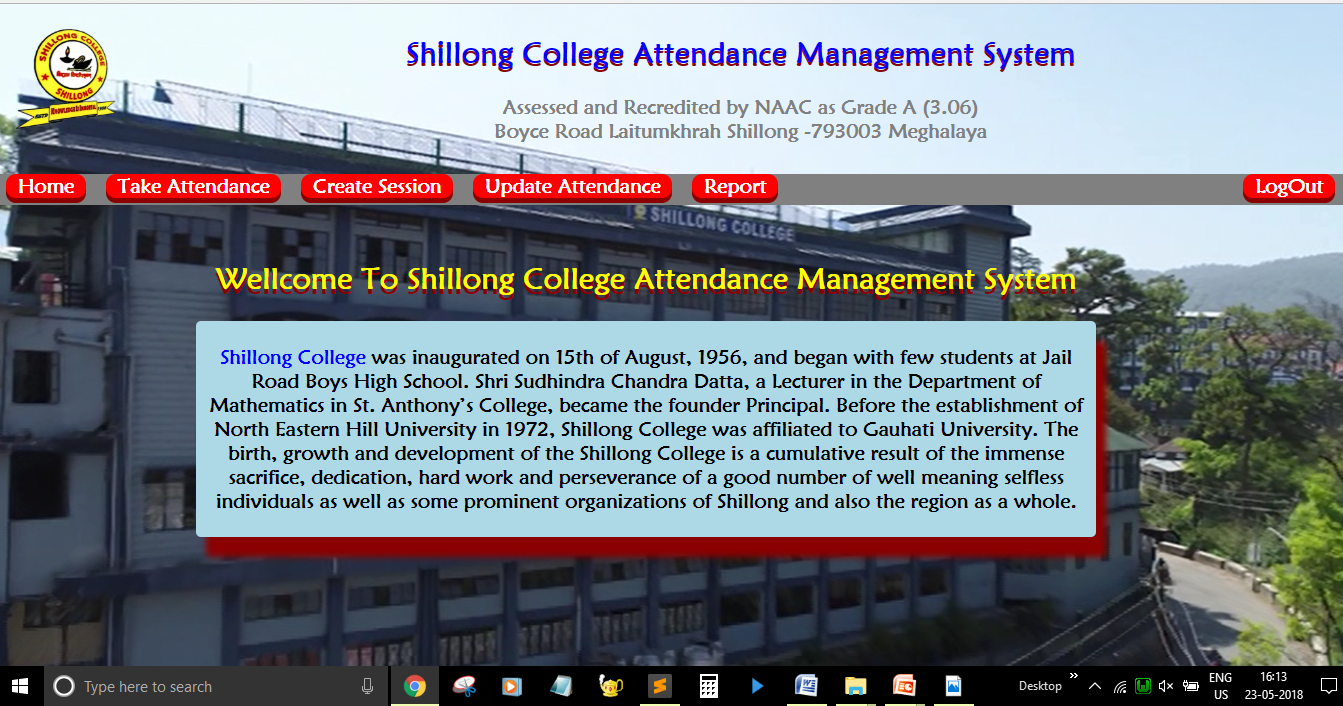 SHILLONG COLLEGE
SHILLONG
Shillong College Attendance Management System
Assessed and Recredited by NAAC as Grade A (3.06)
Boyce Road Laitumkhrah Shillong -793003 Meghalaya
Home Take Attendance Create Session Update Attendance Report LogOut
SHILLONG COLLEGE
Wellcome To Shillong College Attendance Management System
Shillong College was inaugurated on 15th of August, 1956, and began with few students at Jail
Road Boys High School. Shri Sudhindra Chandra Datta, a Lecturer in the Department of
Mathematics in St. Anthony’s College, became the founder Principal. Before the establishment of
North Eastern Hill University in 1972, Shillong College was affiliated to Gauhati University. The
birth, growth and development of the Shillong College is a cumulative result of the immense
sacrifice, dedication, hard work and perseverance of a good number of well meaning selfless
individuals as well as some prominent organizations of Shillong and also the region as a whole.
Type here to search
Desktop
ENG
US
16:13
23-05-2018